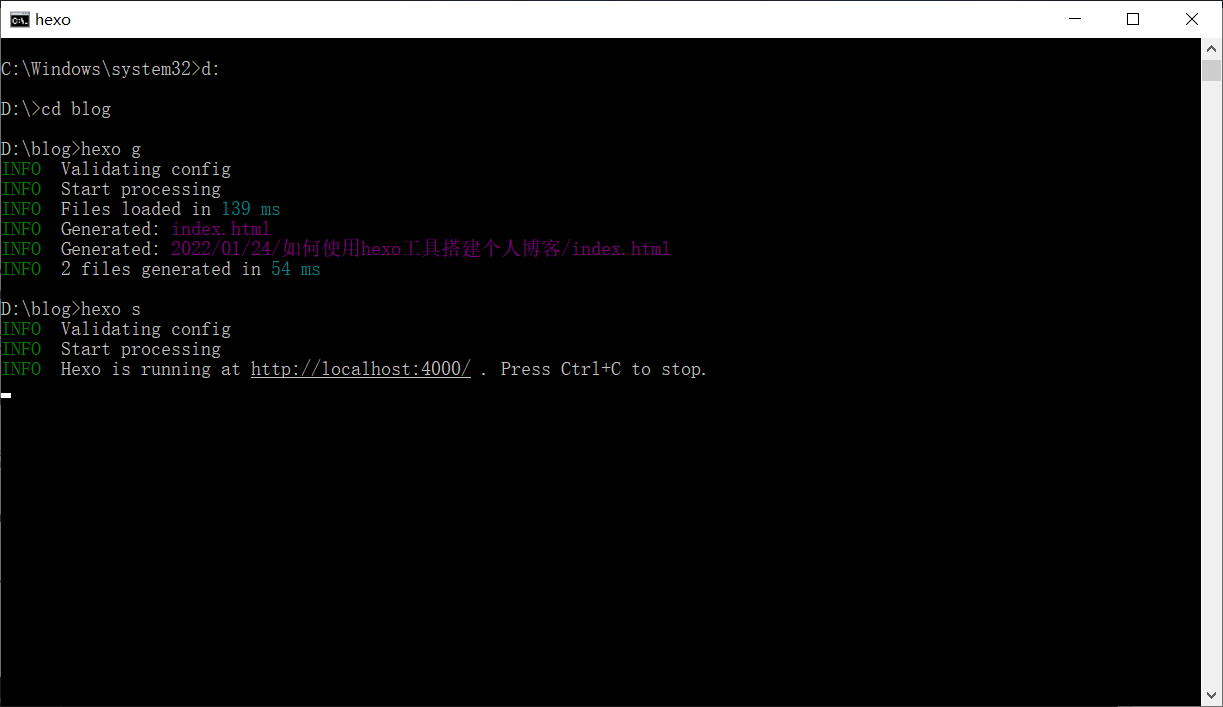 hexo
C:\Windows\system32>d:
D:\>cd blog
D:\blog>hexo g
INFO  Validating config
INFO  Start processing
INFO  Files loaded in 139 ms
INFO  Generated: index.html
INFO  Generated: 2022/01/24/如何使用hexo工具搭建个人博客/index.html
INFO  2 files generated in 54 ms
D:\blog>hexo s
INFO  Validating config
INFO  Start processing
INFO  Hexo is running at http://localhost:4000/ . Press Ctrl+C to stop.